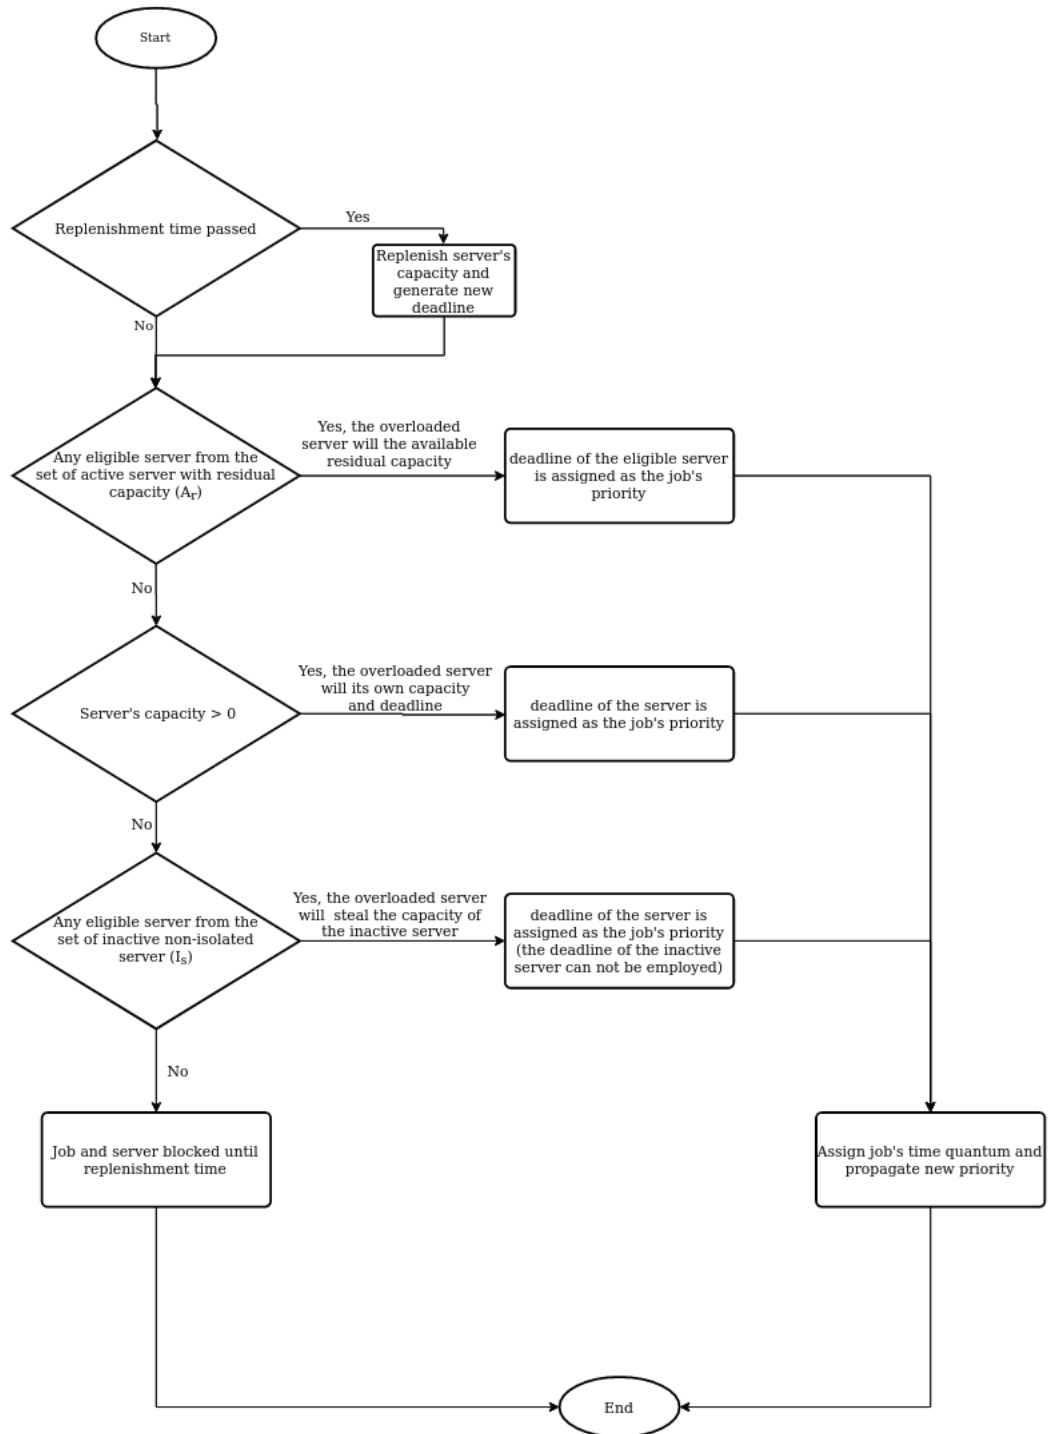 Start
Replenishment time passed
Yes
Replenish server's
capacity and
generate new
deadline
No
Any eligible server from the
set of active server with residual
capacity (Aᵣ)
Yes, the overloaded
server will the available
residual capacity
deadline of the eligible server
is assigned as the job's
priority
No
Server's capacity > 0
Yes, the overloaded server
will its own capacity
and deadline
deadline of the server is
assigned as the job's priority
No
Any eligible server from the
set of inactive non-isolated
server (Iₛ)
Yes, the overloaded server
will steal the capacity of
the inactive server
deadline of the server is
assigned as the job's priority
(the deadline of the inactive
server can not be employed)
No
Job and server blocked until
replenishment time
Assign job's time quantum and
propagate new priority
End